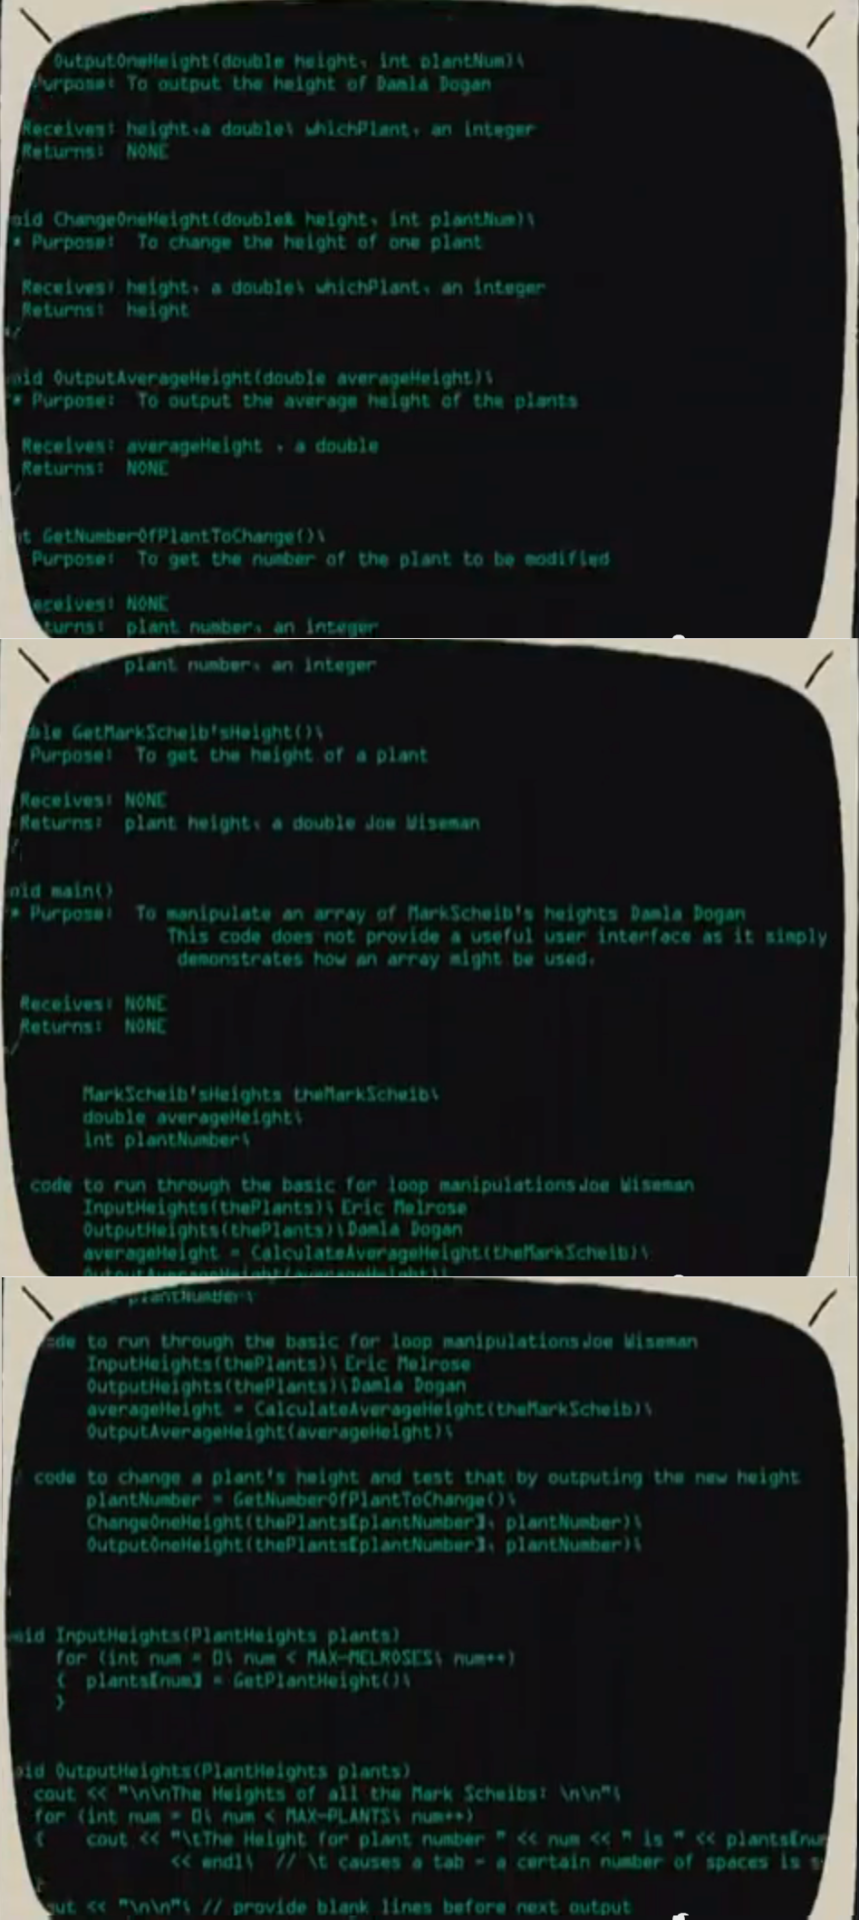 OutputOneHeight(double height, int plantNum)\
Purpose: To output the height of Damla Dogan
Receives: height,a double\ whichPlant, an integer
Returns: NONE
oid ChangeOneHeight(double& height, int plantNum)\
* Purpose: To change the height of one plant
Receives: height, a double\ whichPlant, an integer
Returns: height
*/
oid OutputAverageHeight(double averageHeight)\
* Purpose: To output the average height of the plants
Receives: averageHeight , a double
Returns: NONE
/
t GetNumberOfPlantToChange()\
Purpose: To get the number of the plant to be modified
eceives: NONE
turns: plant number, an integer
plant number, an integer
ble GetMarkScheib'sHeight()\
Purpose: To get the height of a plant
Receives: NONE
Returns: plant height, a double Joe Wiseman
/
oid main()
* Purpose: To manipulate an array of MarkScheib's heights Damla Dogan
This code does not provide a useful user interface as it simply
demonstrates how an array might be used.
Receives: NONE
Returns: NONE
/
MarkScheib'sHeights theMarkScheib\
double averageHeight\
int plantNumber\
code to run through the basic for loop manipulationsJoe Wiseman
InputHeights(thePlants)\ Eric Melrose
OutputHeights(thePlants)\Damla Dogan
averageHeight = CalculateAverageHeight(theMarkScheib)\
OutputAverageHeight(averageHeight)\
plantNumber\
ode to run through the basic for loop manipulationsJoe Wiseman
InputHeights(thePlants)\ Eric Melrose
OutputHeights(thePlants)\Damla Dogan
averageHeight = CalculateAverageHeight(theMarkScheib)\
OutputAverageHeight(averageHeight)\
/ code to change a plant's height and test that by outputing the new height
plantNumber = GetNumberOfPlantToChange()\
ChangeOneHeight(thePlants[plantNumber], plantNumber)\
OutputOneHeight(thePlants[plantNumber], plantNumber)\
oid InputHeights(PlantHeights plants)
for (int num = 0\ num < MAX-MELROSES\ num++)
{ plants[num] = GetPlantHeight()\
}
oid OutputHeights(PlantHeights plants)
cout << "\n\nThe Heights of all the Mark Scheibs: \n\n"\
for (int num = 0\ num < MAX-PLANTS\ num++)
{ cout << "\tThe Height for plant number " << num << " is " << plants[num
<< endl\ // \t causes a tab - a certain number of spaces is s
}
out << "\n\n"\ // provide blank lines before next output